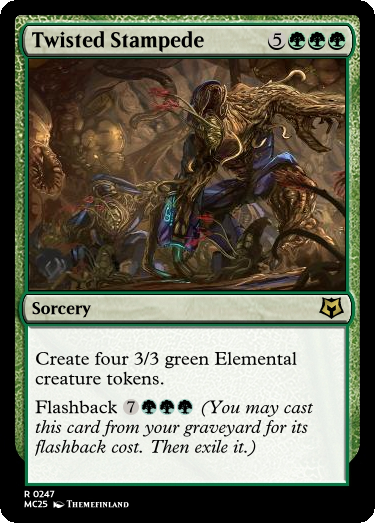 Twisted Stampede 5
Sorcery
Create four 3/3 green Elemental
creature tokens.
Flashback 7 (You may cast
this card from your graveyard for its
flashback cost. Then exile it.)
R 0247
MC25 Themefinland